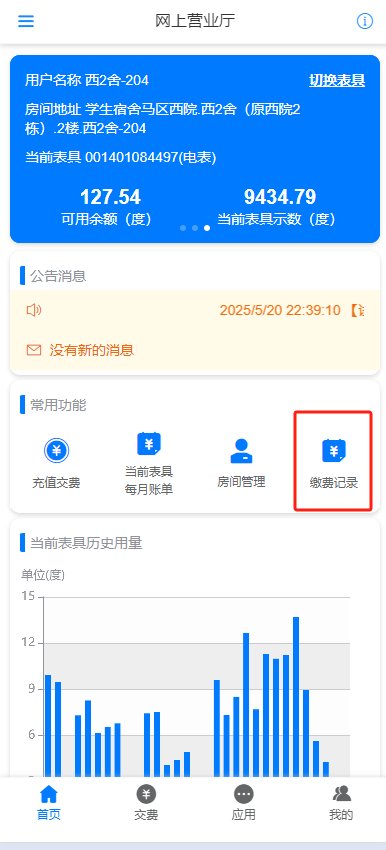 网上营业厅
用户名称 西2舍-204
切换表具
房间地址 学生宿舍马区西院.西2舍（原西院2
栋）.2楼.西2舍-204
当前表具 001401084497(电表)
127.54
9434.79
可用余额（度）
当前表具示数（度）
公告消息
2025/5/20 22:39:10
没有新的消息
常用功能
充值交费
当前表具
每月账单
房间管理
缴费记录
当前表具历史用量
单位(度)
15
12
9
6
首页
交费
应用
我的